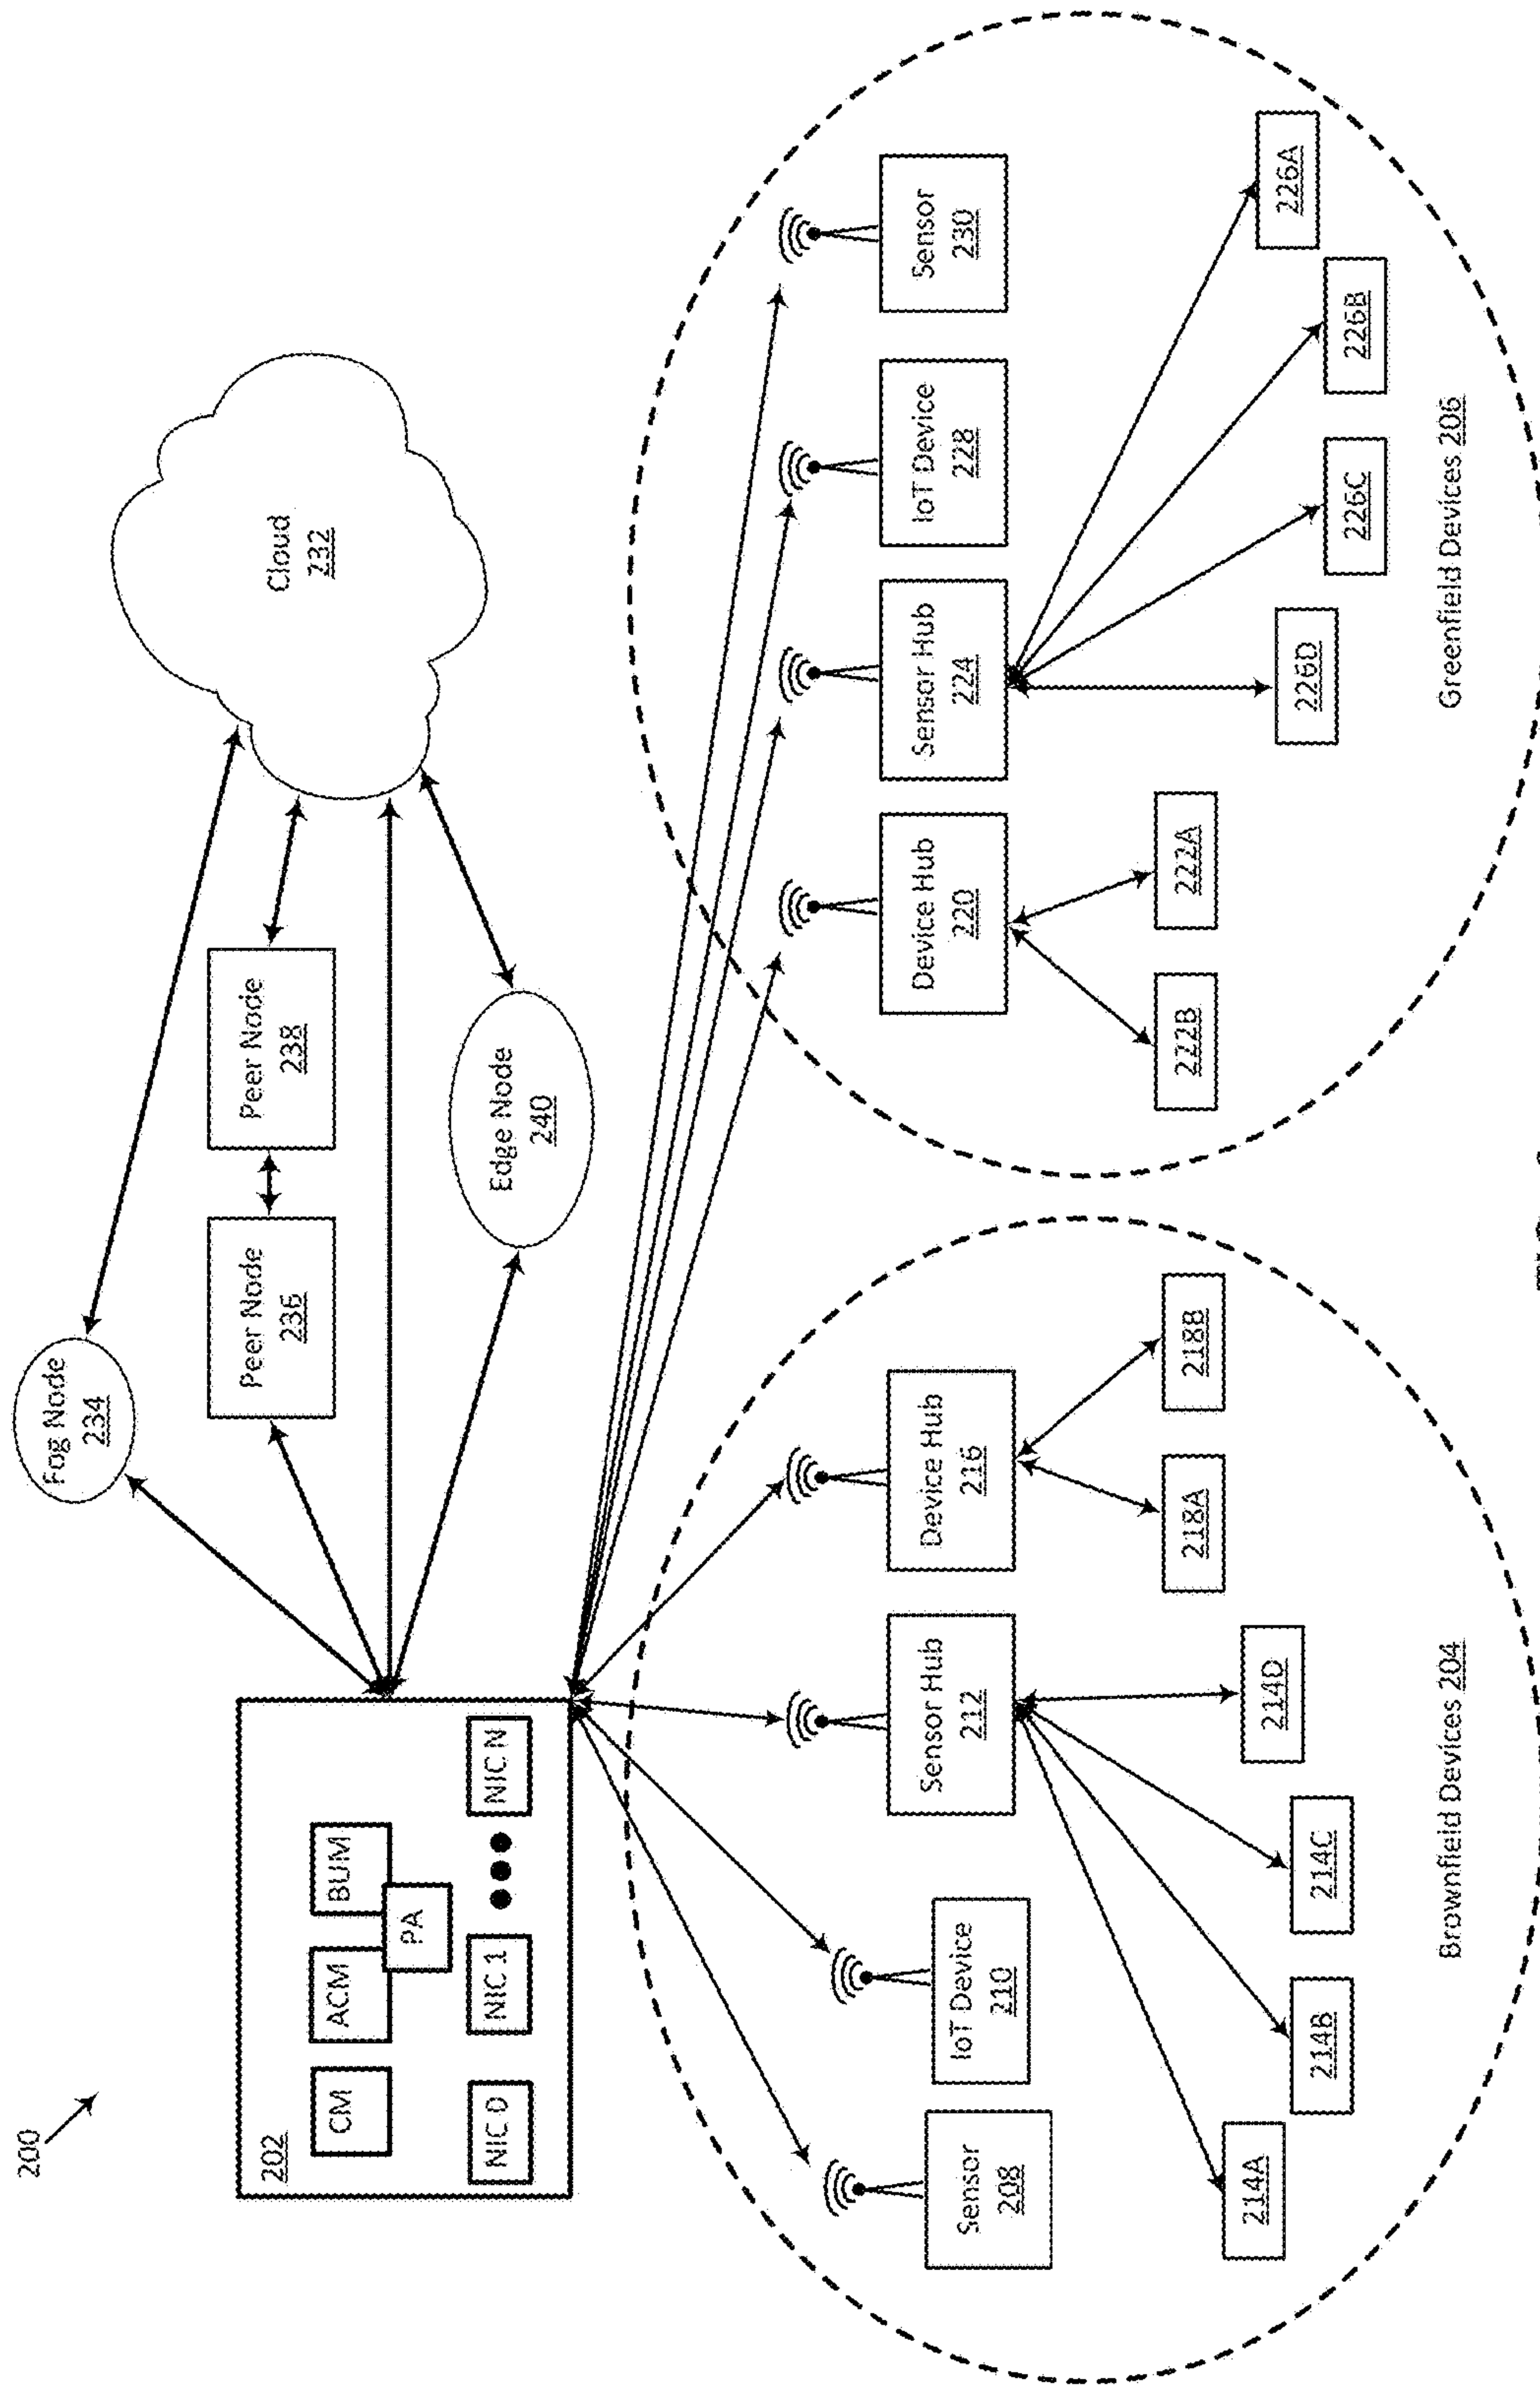 200
202
CM
ACM
BUM
PA
NIC 0
NIC 1
NIC N
Fog Node
234
Peer Node
236
Peer Node
238
Edge Node
240
Cloud
232
Sensor
208
IoT Device
210
Sensor Hub
212
Device Hub
216
214A
214B
214C
214D
218A
218B
Brownfield Devices 204
Device Hub
220
Sensor Hub
224
IoT Device
228
Sensor
230
222B
222A
226D
226C
226B
226A
Greenfield Devices 206